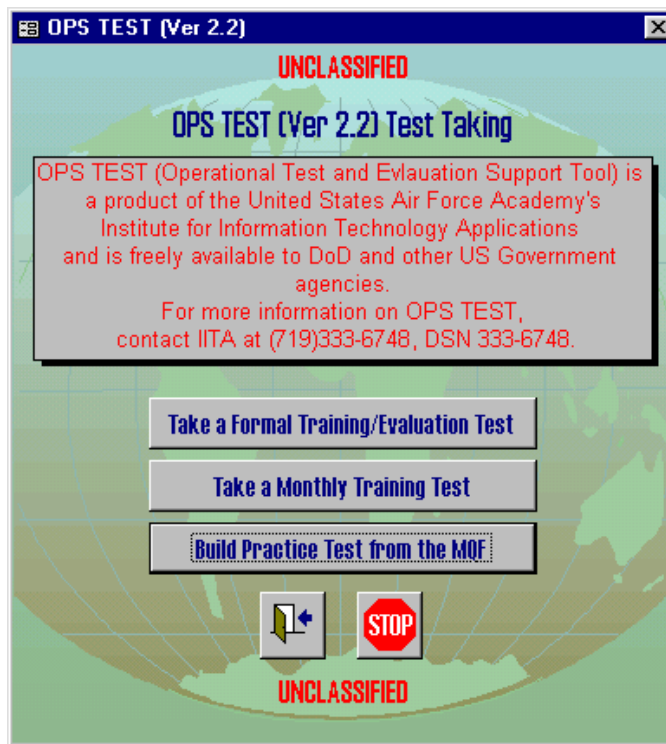 OPS TEST (Ver 2.2)
UNCLASSIFIED
OPS TEST (Ver 2.2) Test Taking
OPS TEST (Operational Test and Evlauation Support Tool) is
a product of the United States Air Force Academy's
Institute for Information Technology Applications
and is freely available to DoD and other US Government
agencies.
For more information on OPS TEST,
contact IITA at (719)333-6748, DSN 333-6748.
Take a Formal Training/Evaluation Test
Take a Monthly Training Test
Build Practice Test from the MQF
STOP
UNCLASSIFIED